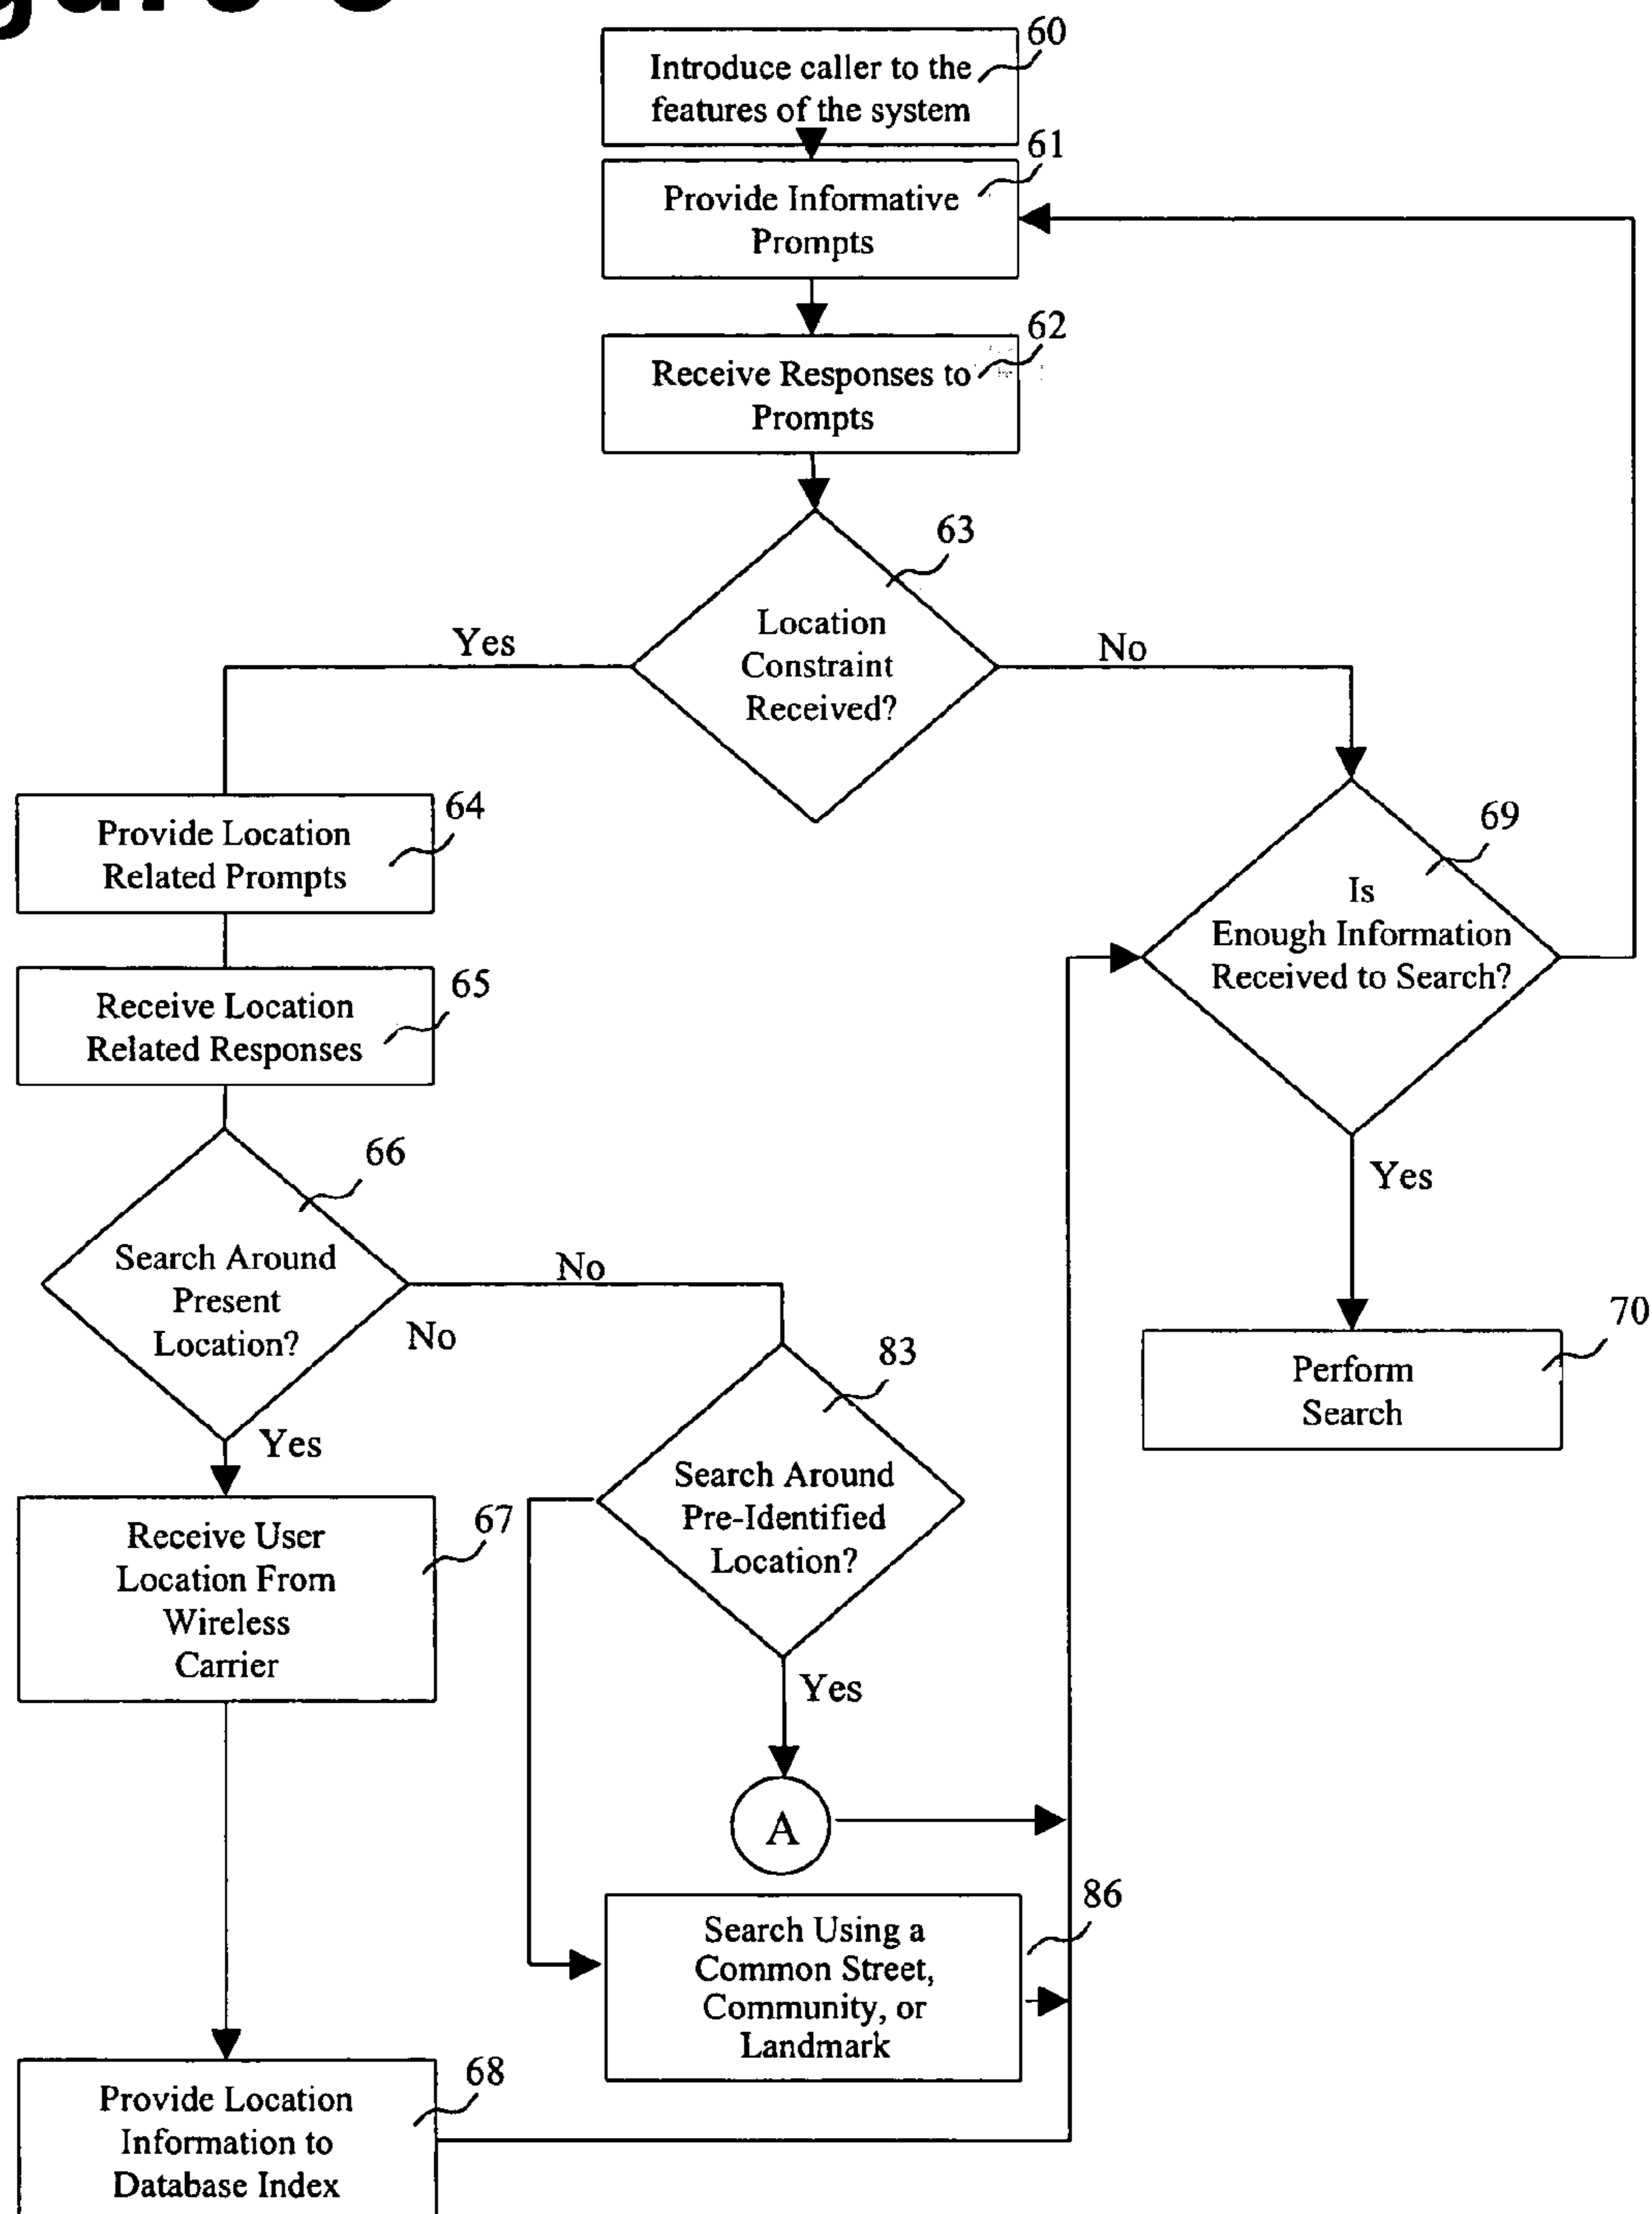 60
Introduce caller to the
features of the system
61
Provide Informative
Prompts
62
Receive Responses to
Prompts
63
Location
Constraint
Received?
Yes
No
64
Provide Location
Related Prompts
69
Is
Enough Information
Received to Search?
65
Receive Location
Related Responses
66
Search Around
Present
Location?
No
No
Yes
Yes
70
Perform
Search
83
Search Around
Pre-Identified
Location?
67
Receive User
Location From
Wireless
Carrier
Yes
A
86
Search Using a
Common Street,
Community, or
Landmark
68
Provide Location
Information to
Database Index